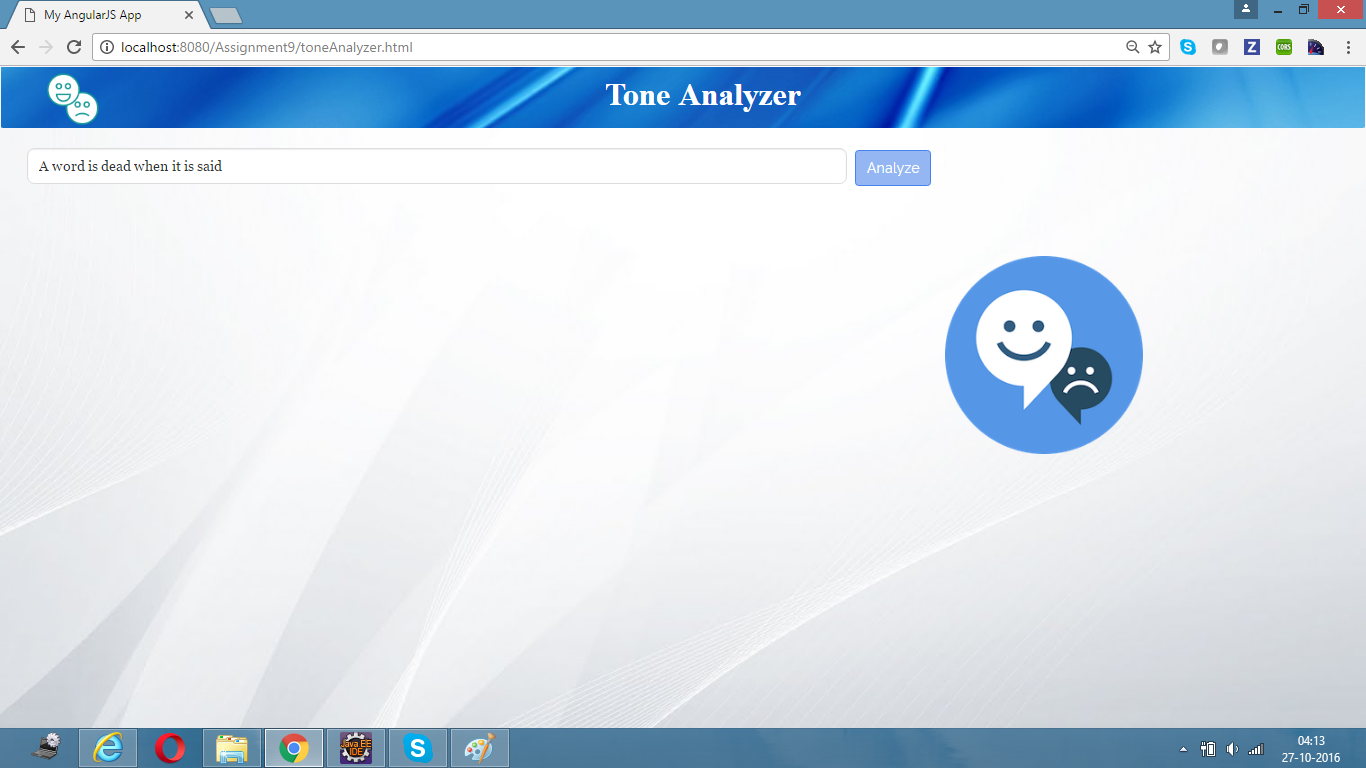 My AngularJS App
localhost:8080/Assignment9/toneAnalyzer.html
S
Z
CORS
Tone Analyzer
A word is dead when it is said
Analyze
Java EE
IDE
S
04:13
27-10-2016